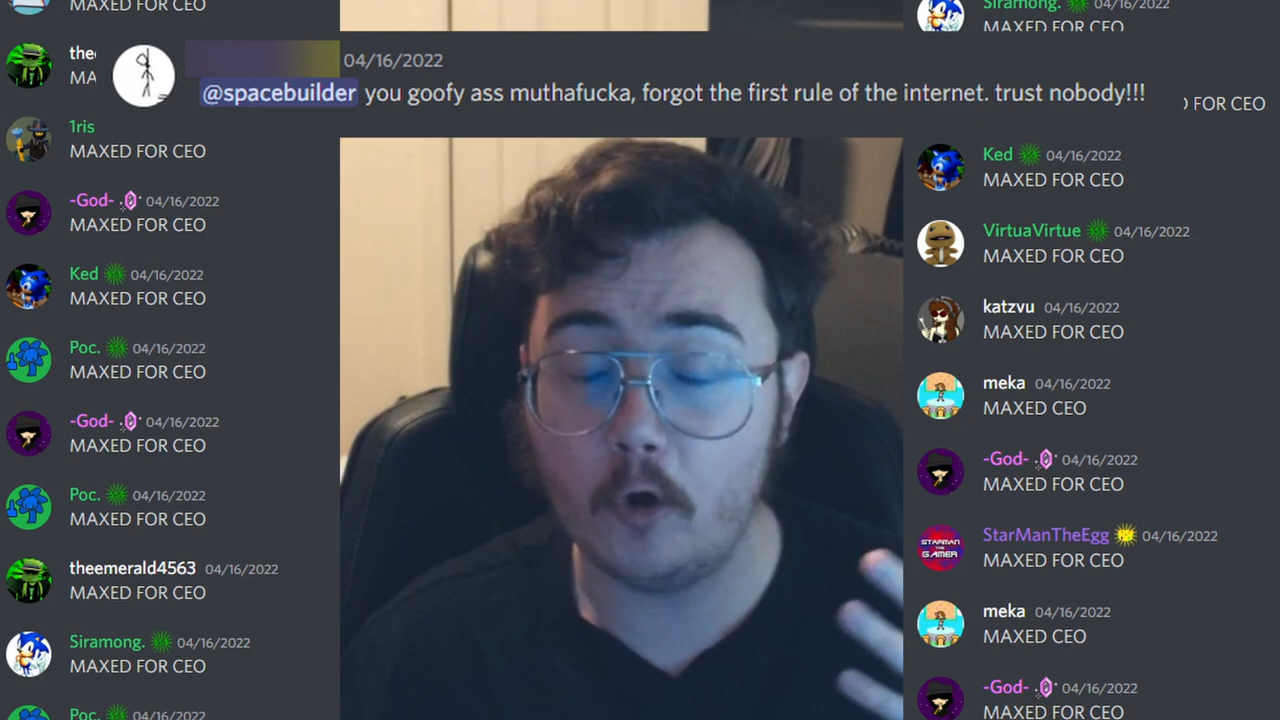 MAXED FOR CEO
thee
MA
1ris
MAXED FOR CEO
-God- 04/16/2022
MAXED FOR CEO
Ked 04/16/2022
MAXED FOR CEO
Poc. 04/16/2022
MAXED FOR CEO
-God- 04/16/2022
MAXED FOR CEO
Poc. 04/16/2022
MAXED FOR CEO
theemerald4563 04/16/2022
MAXED FOR CEO
Siramong. 04/16/2022
MAXED FOR CEO
Poc. 04/16/2022
04/16/2022
@spacebuilder you goofy ass muthafucka, forgot the first rule of the internet. trust nobody!!!
Siramong. 04/16/2022
MAXED FOR CEO
FOR CEO
Ked 04/16/2022
MAXED FOR CEO
VirtuaVirtue 04/16/2022
MAXED FOR CEO
katzvu 04/16/2022
MAXED FOR CEO
meka 04/16/2022
MAXED CEO
-God- 04/16/2022
MAXED FOR CEO
StarManTheEgg 04/16/2022
STARMAN
THE
GAMER
MAXED FOR CEO
meka 04/16/2022
MAXED CEO
-God- 04/16/2022
MAXED FOR CEO